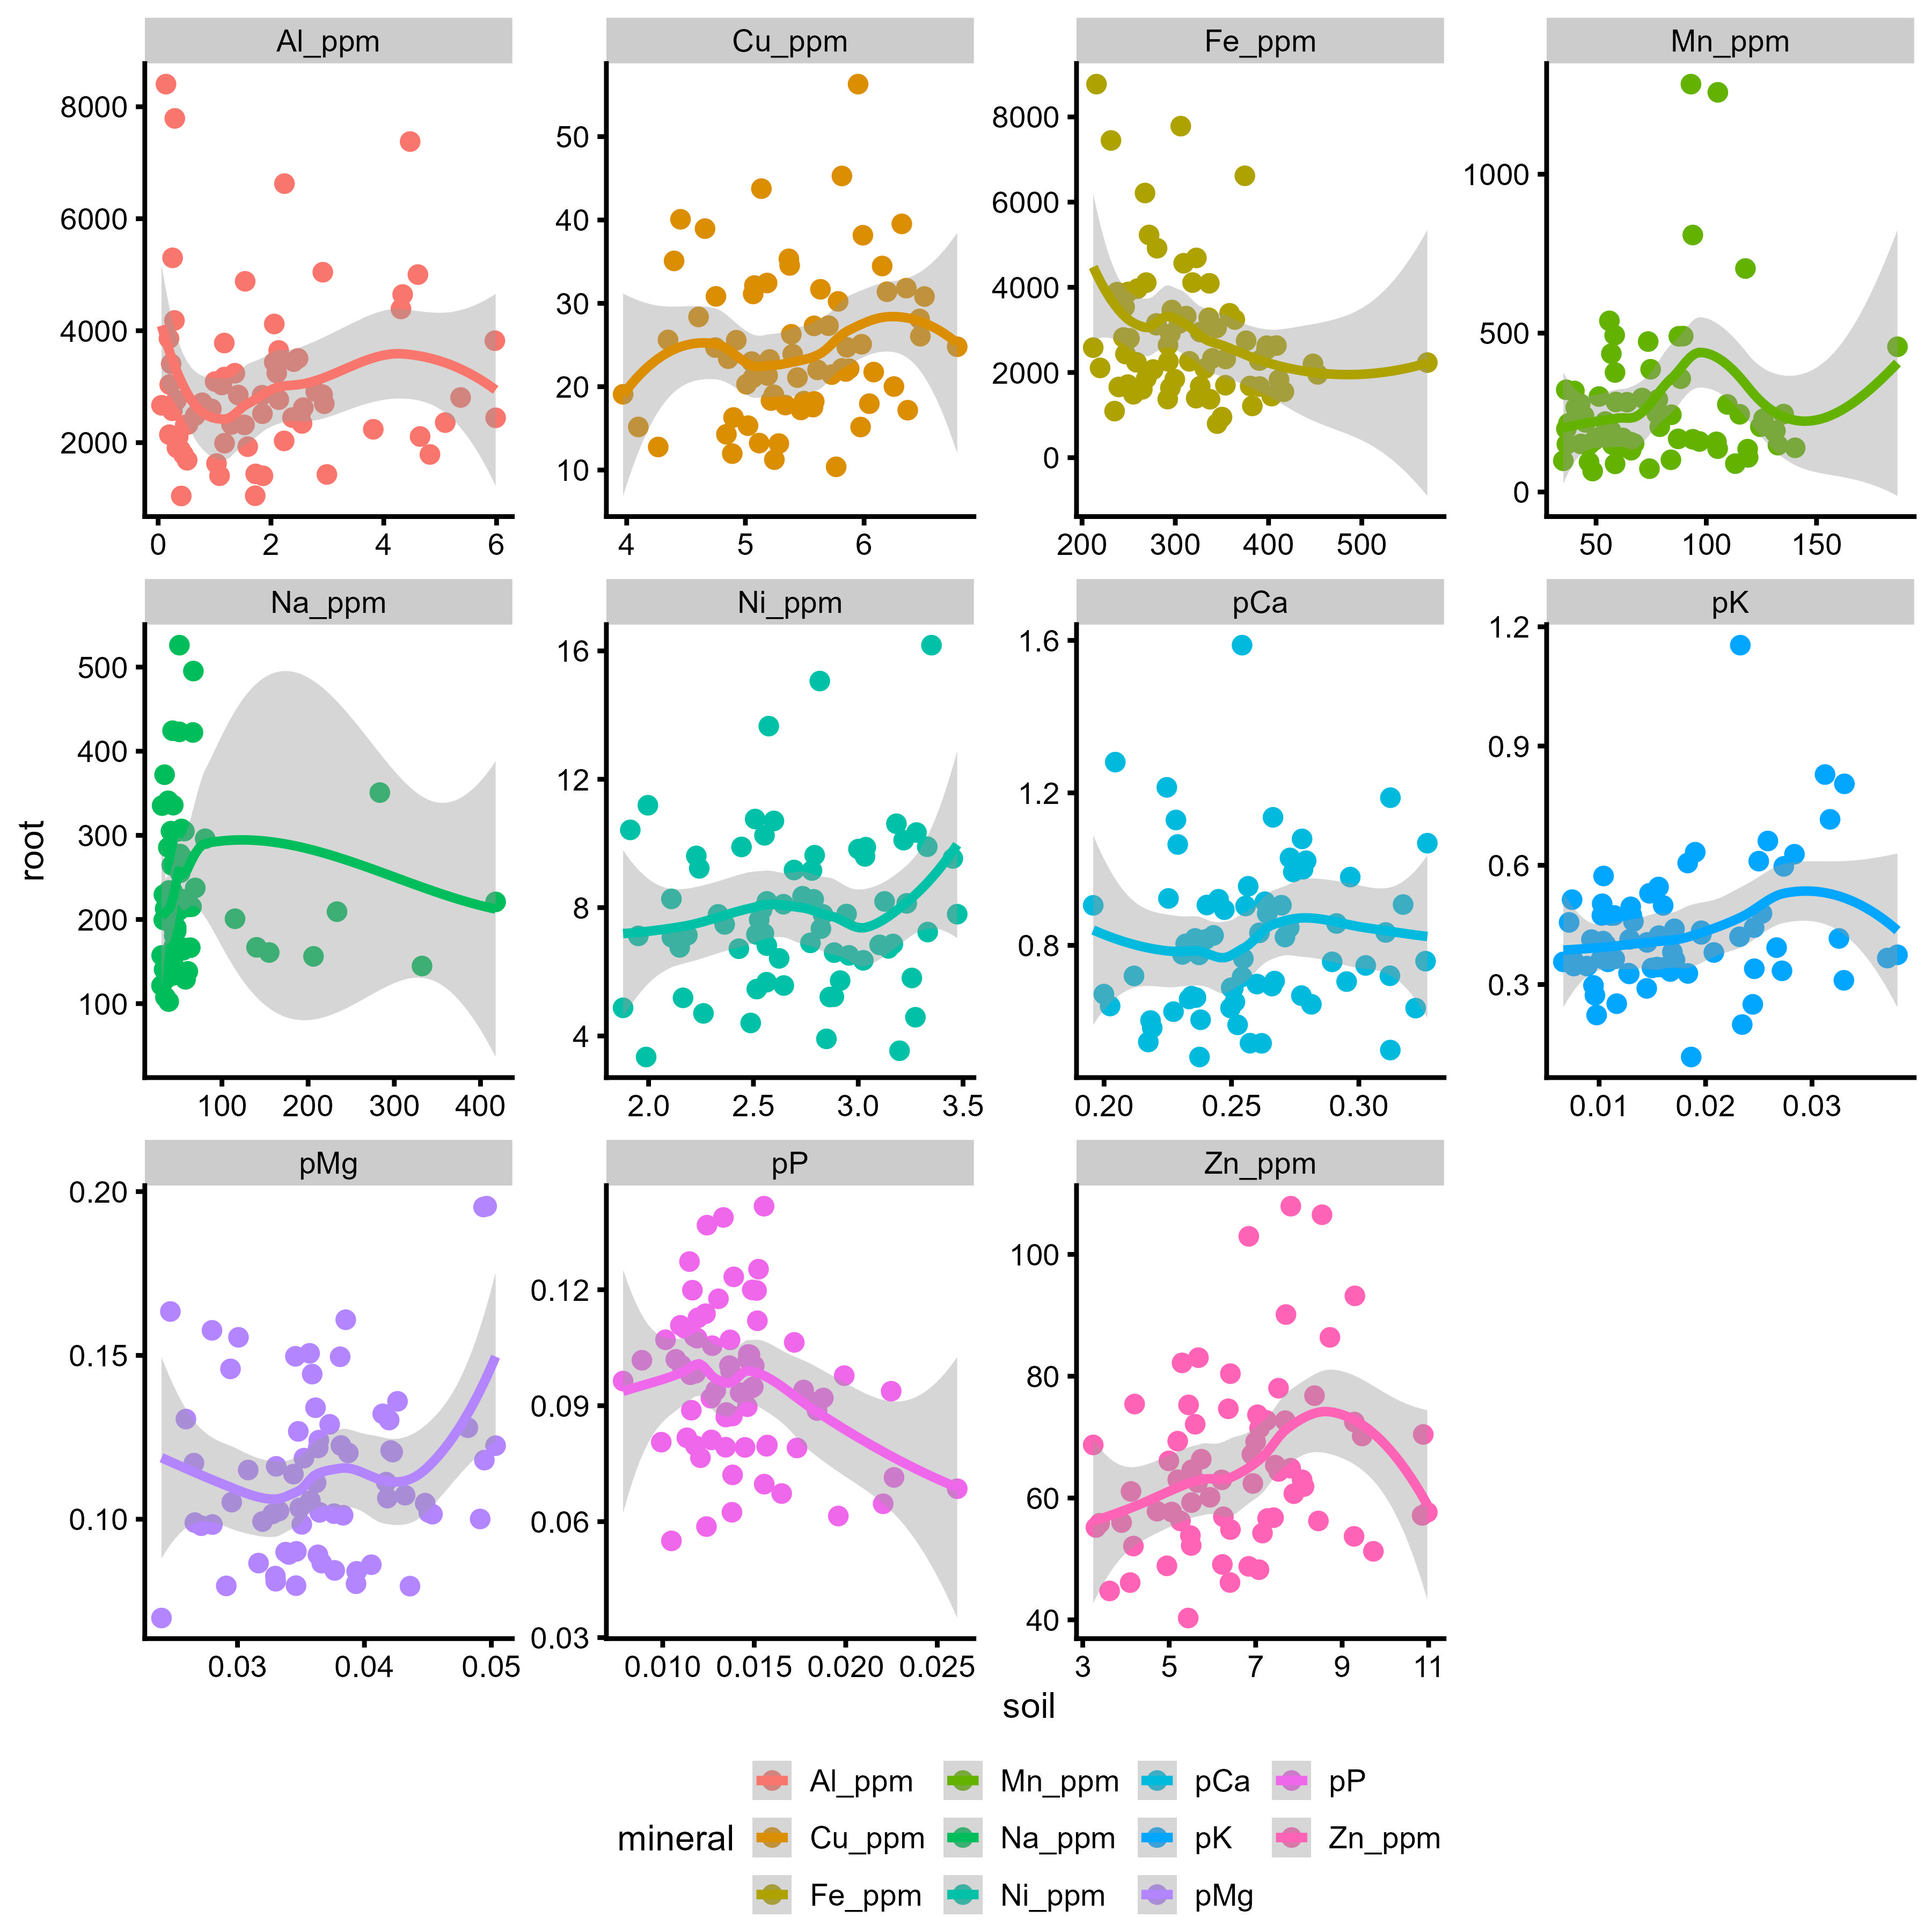 Al_ppm Cu_ppm Fe_ppm Mn_ppm
8000
6000
4000
2000
0 2 4 6
50
40
30
20
10
4 5 6
8000
6000
4000
2000
0
200 300 400 500
1000
500
0
50 100 150
Na_ppm Ni_ppm pCa pK
500
400
300
200
100
100 200 300 400
16
12
8
4
2.0 2.5 3.0 3.5
1.6
1.2
0.8
0.20 0.25 0.30
1.2
0.9
0.6
0.3
0.01 0.02 0.03
pMg pP Zn_ppm
0.20
0.15
0.10
0.03 0.04 0.05
0.12
0.09
0.06
0.03
0.010 0.015 0.020 0.025
100
80
60
40
3 5 7 9 11
root
soil
mineral
Al_ppm Mn_ppm pCa pP
Cu_ppm Na_ppm pK Zn_ppm
Fe_ppm Ni_ppm pMg